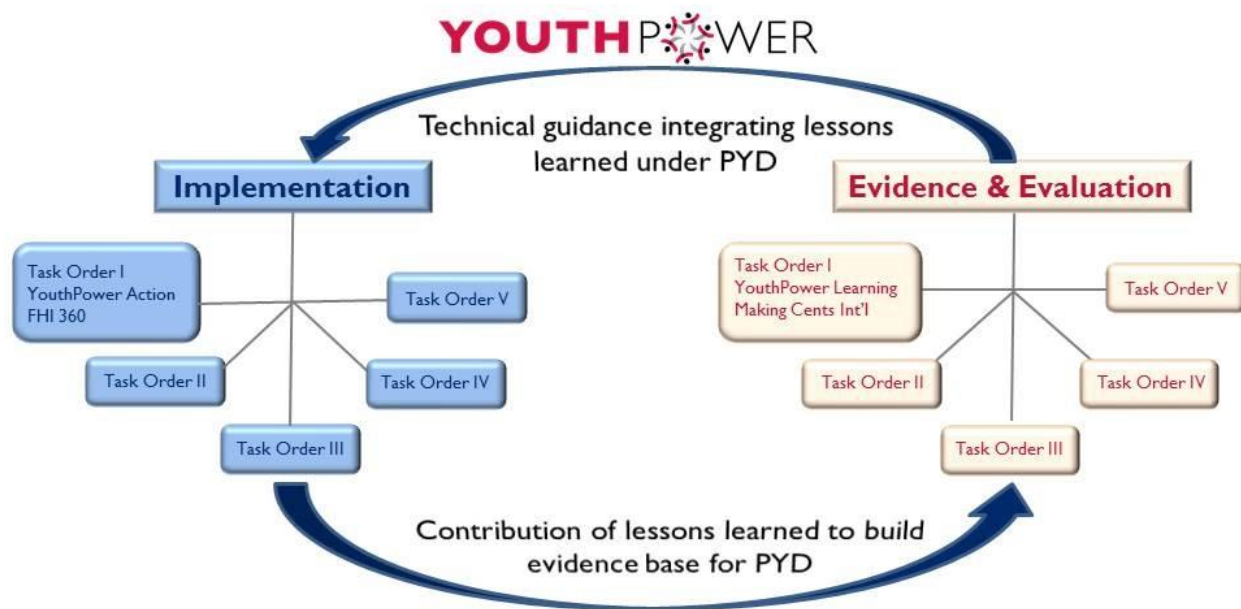 YOUTHPOWER
Technical guidance integrating lessons
learned under PYD
Implementation
Task Order I
YouthPower Action
FHI 360
Task Order V
Task Order II
Task Order IV
Task Order III
Evidence & Evaluation
Task Order I
YouthPower Learning
Making Cents Int'l
Task Order V
Task Order II
Task Order IV
Task Order III
Contribution of lessons learned to build
evidence base for PYD